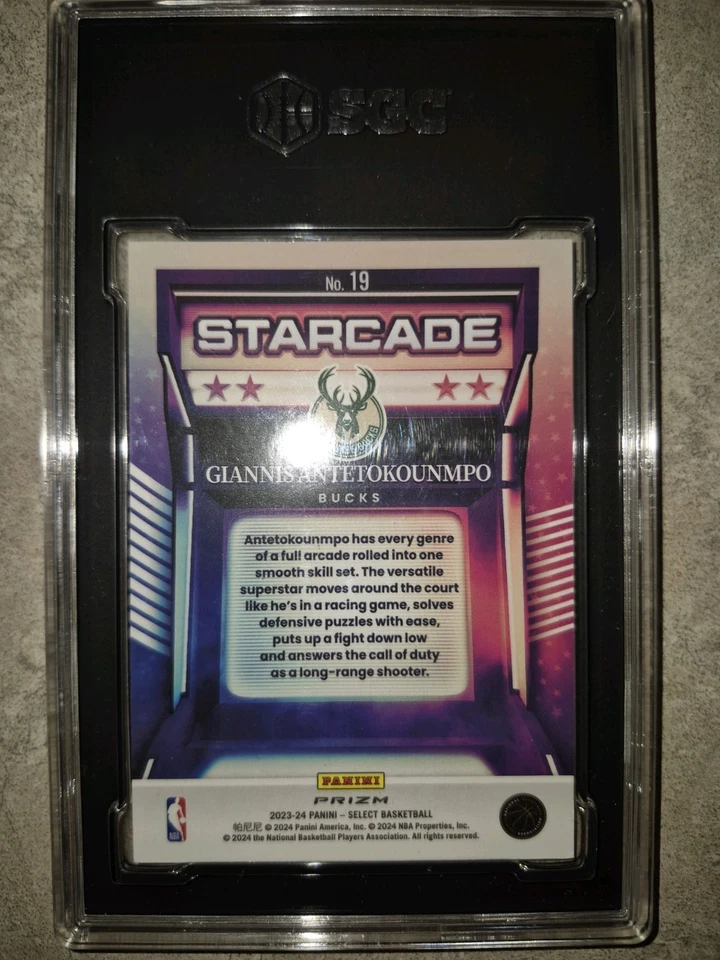 SGC
No. 19
STARCADE
GIANNIS ANTETOKOUNMPO
BUCKS
Antetokounmpo has every genre
of a full arcade rolled into one
smooth skill set. The versatile
superstar moves around the court
like he's in a racing game, solves
defensive puzzles with ease,
puts up a fight down low
and answers the call of duty
as a long-range shooter.
PANINI
PRIZM
2023-24 PANINI – SELECT BASKETBALL
帕尼尼 © 2024 Panini America, Inc. © 2024 NBA Properties, Inc.
© 2024 the National Basketball Players Association. All rights reserved.
NBA